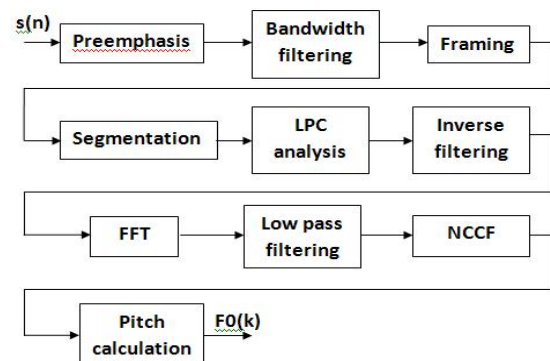 s(n)
Preemphasis
Bandwidth
filtering
Framing
Segmentation
LPC
analysis
Inverse
filtering
FFT
Low pass
filtering
NCCF
Pitch
calculation
F0(k)